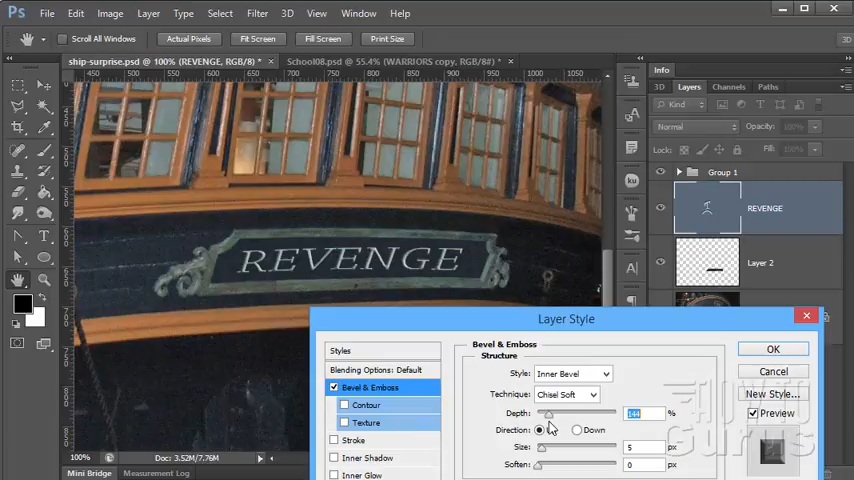 Ps File Edit Image Layer Type Select Filter 3D View Window Help
Scroll All Windows Actual Pixels Fit Screen Fill Screen Print Size 3D
ship-surprise.psd @ 100% (REVENGE, RGB/8) * × School08.psd @ 55.4% (WARRIORS copy, RGB/8#) * ×
450 500 550 600 650 700 750 800 850 900 950 1000 1050
Info
3D Layers Channels Paths
Kind
Normal Opacity: 100%
Lock: Fill: 100%
Group 1
REVENGE
REVENGE
Layer 2
Layer Style
Styles
Blending Options: Default
Bevel & Emboss
Contour
Texture
Stroke
Inner Shadow
Inner Glow
Bevel & Emboss
Structure
Style: Inner Bevel
Technique: Chisel Soft
Depth: 144 %
Direction: Down
Size: 5 px
Soften: 0 px
OK
Cancel
New Style...
Preview
HOW TO
Gurus
100% Doc: 3.52M/7.76M
Mini Bridge Timeline